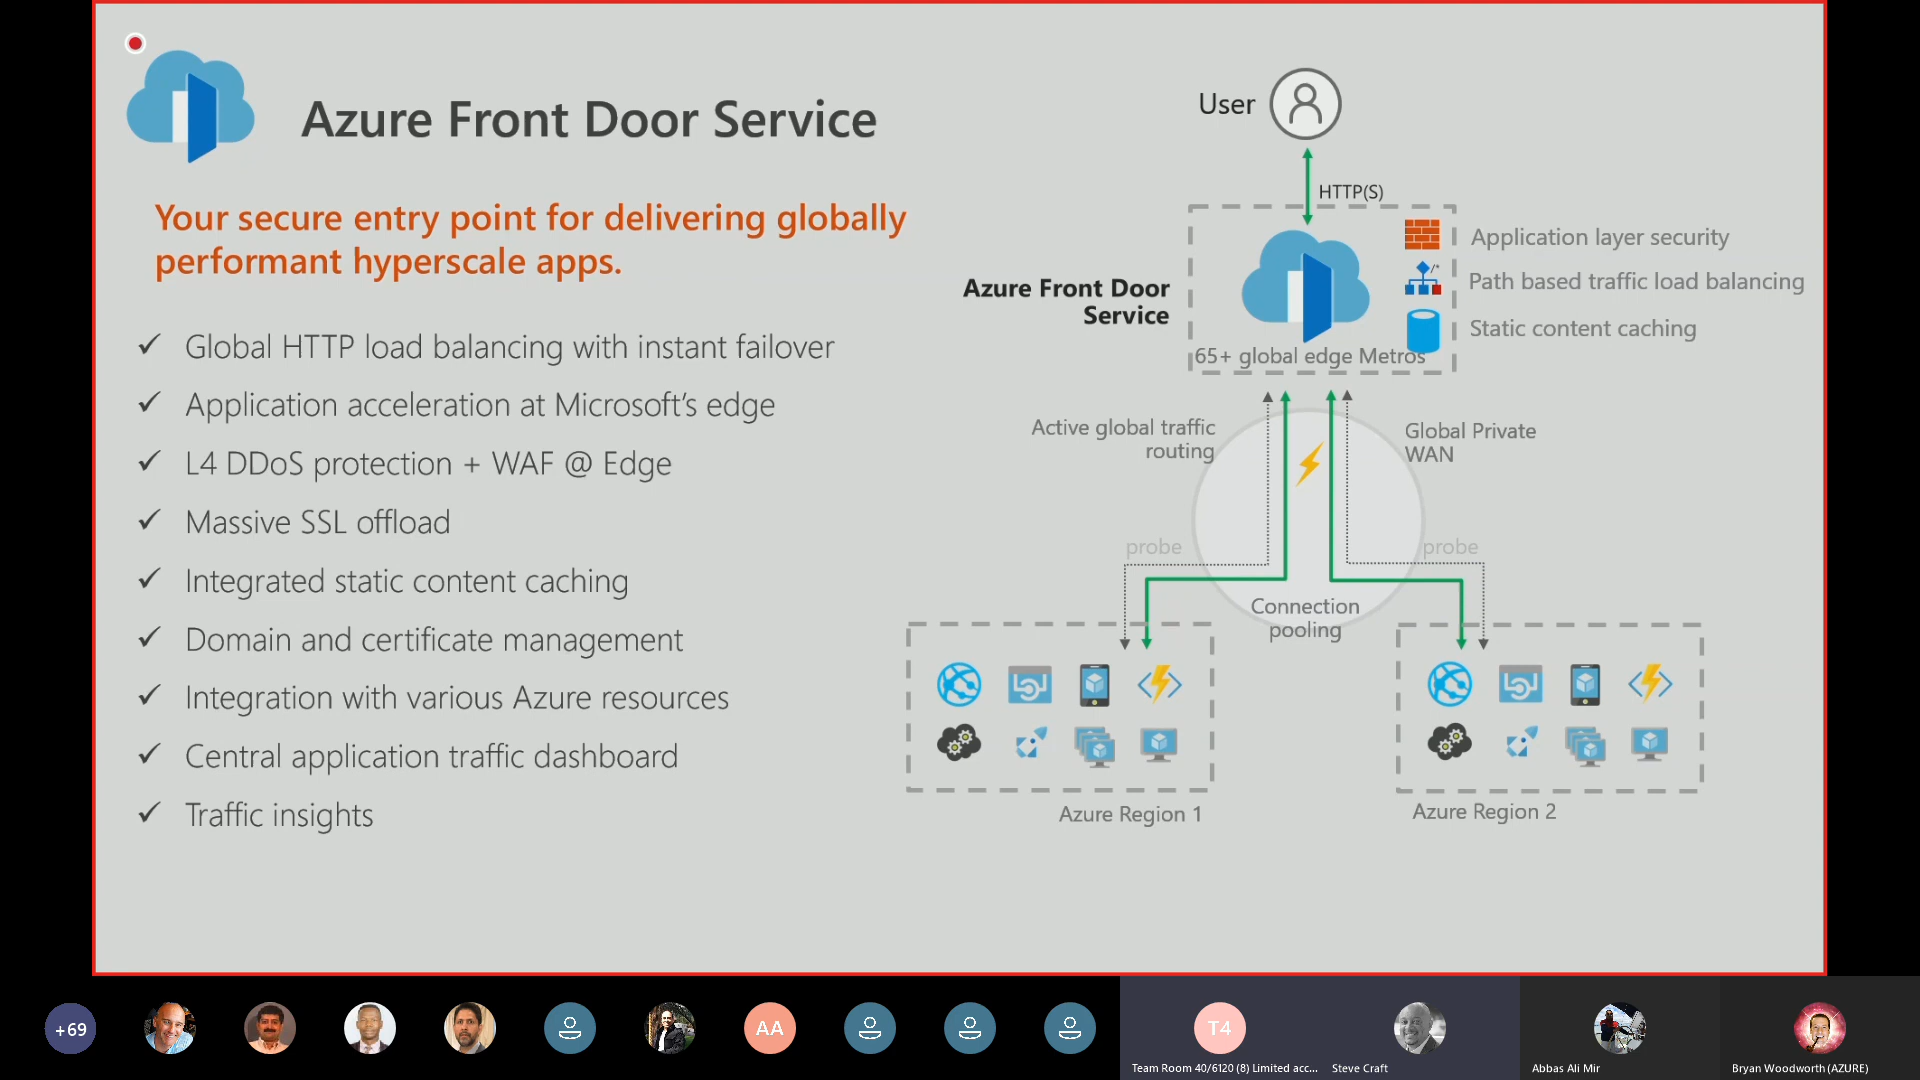 Azure Front Door Service
Your secure entry point for delivering globally
performant hyperscale apps.
✓ Global HTTP load balancing with instant failover
✓ Application acceleration at Microsoft's edge
✓ L4 DDoS protection + WAF @ Edge
✓ Massive SSL offload
✓ Integrated static content caching
✓ Domain and certificate management
✓ Integration with various Azure resources
✓ Central application traffic dashboard
✓ Traffic insights
User
HTTP(S)
Azure Front Door
Service
65+ global edge Metros
/*
Application layer security
Path based traffic load balancing
Static content caching
Active global traffic
routing
Global Private
WAN
probe
probe
Connection
pooling
Azure Region 1
Azure Region 2
+69
AA
T4
Team Room 40/6120 (8) Limited acc...
Steve Craft
Abbas Ali Mir
Bryan Woodworth (AZURE)